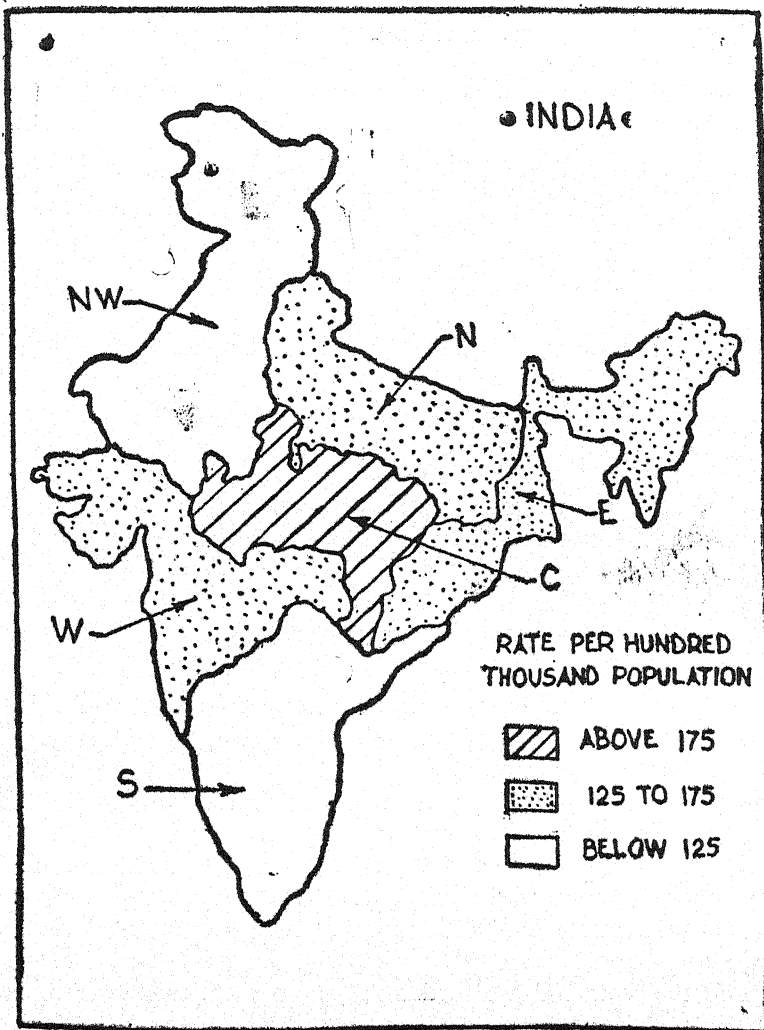 INDIA
NW
N
E
C
W
RATE PER HUNDRED
THOUSAND POPULATION
ABOVE 175
S
125 TO 175
BELOW 125